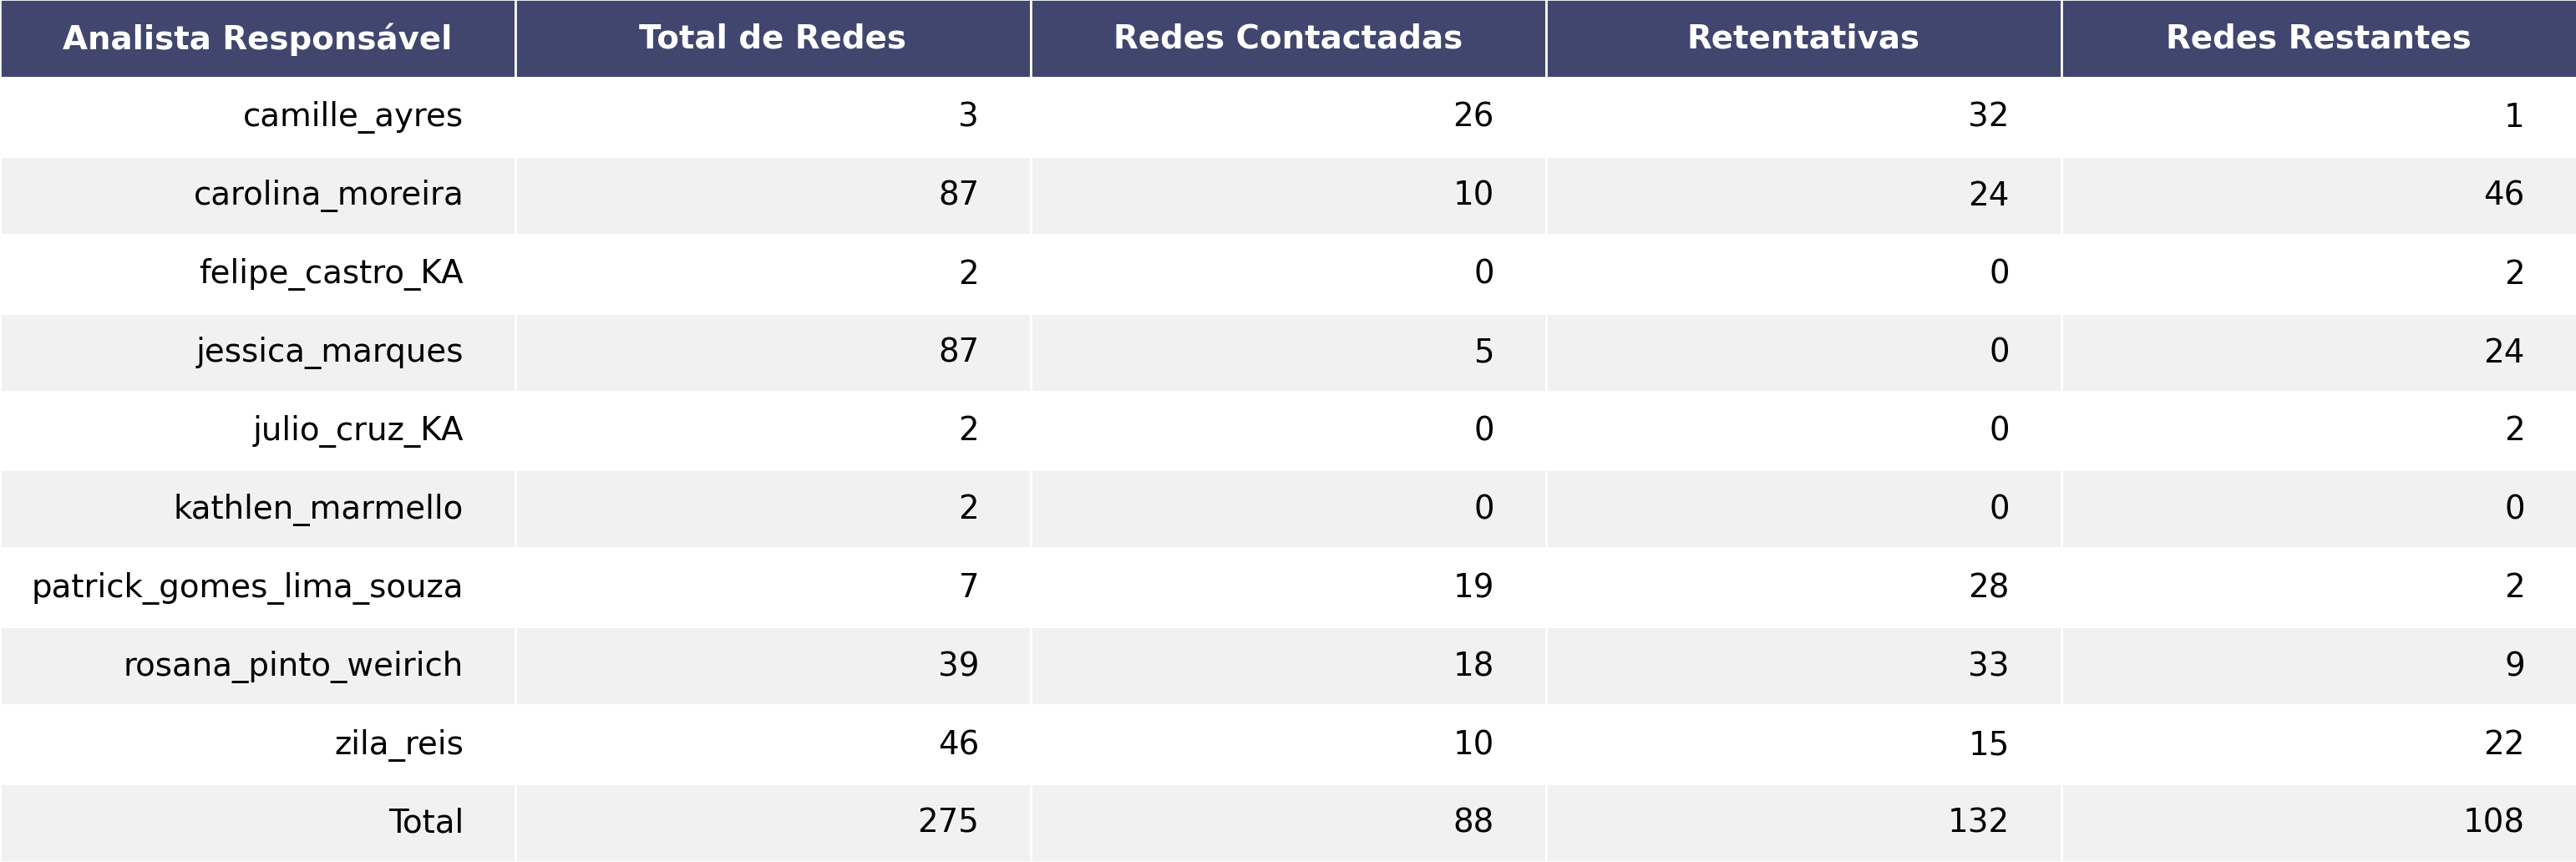 Analista Responsável Total de Redes Redes Contactadas Retentativas Redes Restantes
camille_ayres 3 26 32 1
carolina_moreira 87 10 24 46
felipe_castro_KA 2 0 0 2
jessica_marques 87 5 0 24
julio_cruz_KA 2 0 0 2
kathlen_marmello 2 0 0 0
patrick_gomes_lima_souza 7 19 28 2
rosana_pinto_weirich 39 18 33 9
zila_reis 46 10 15 22
Total 275 88 132 108